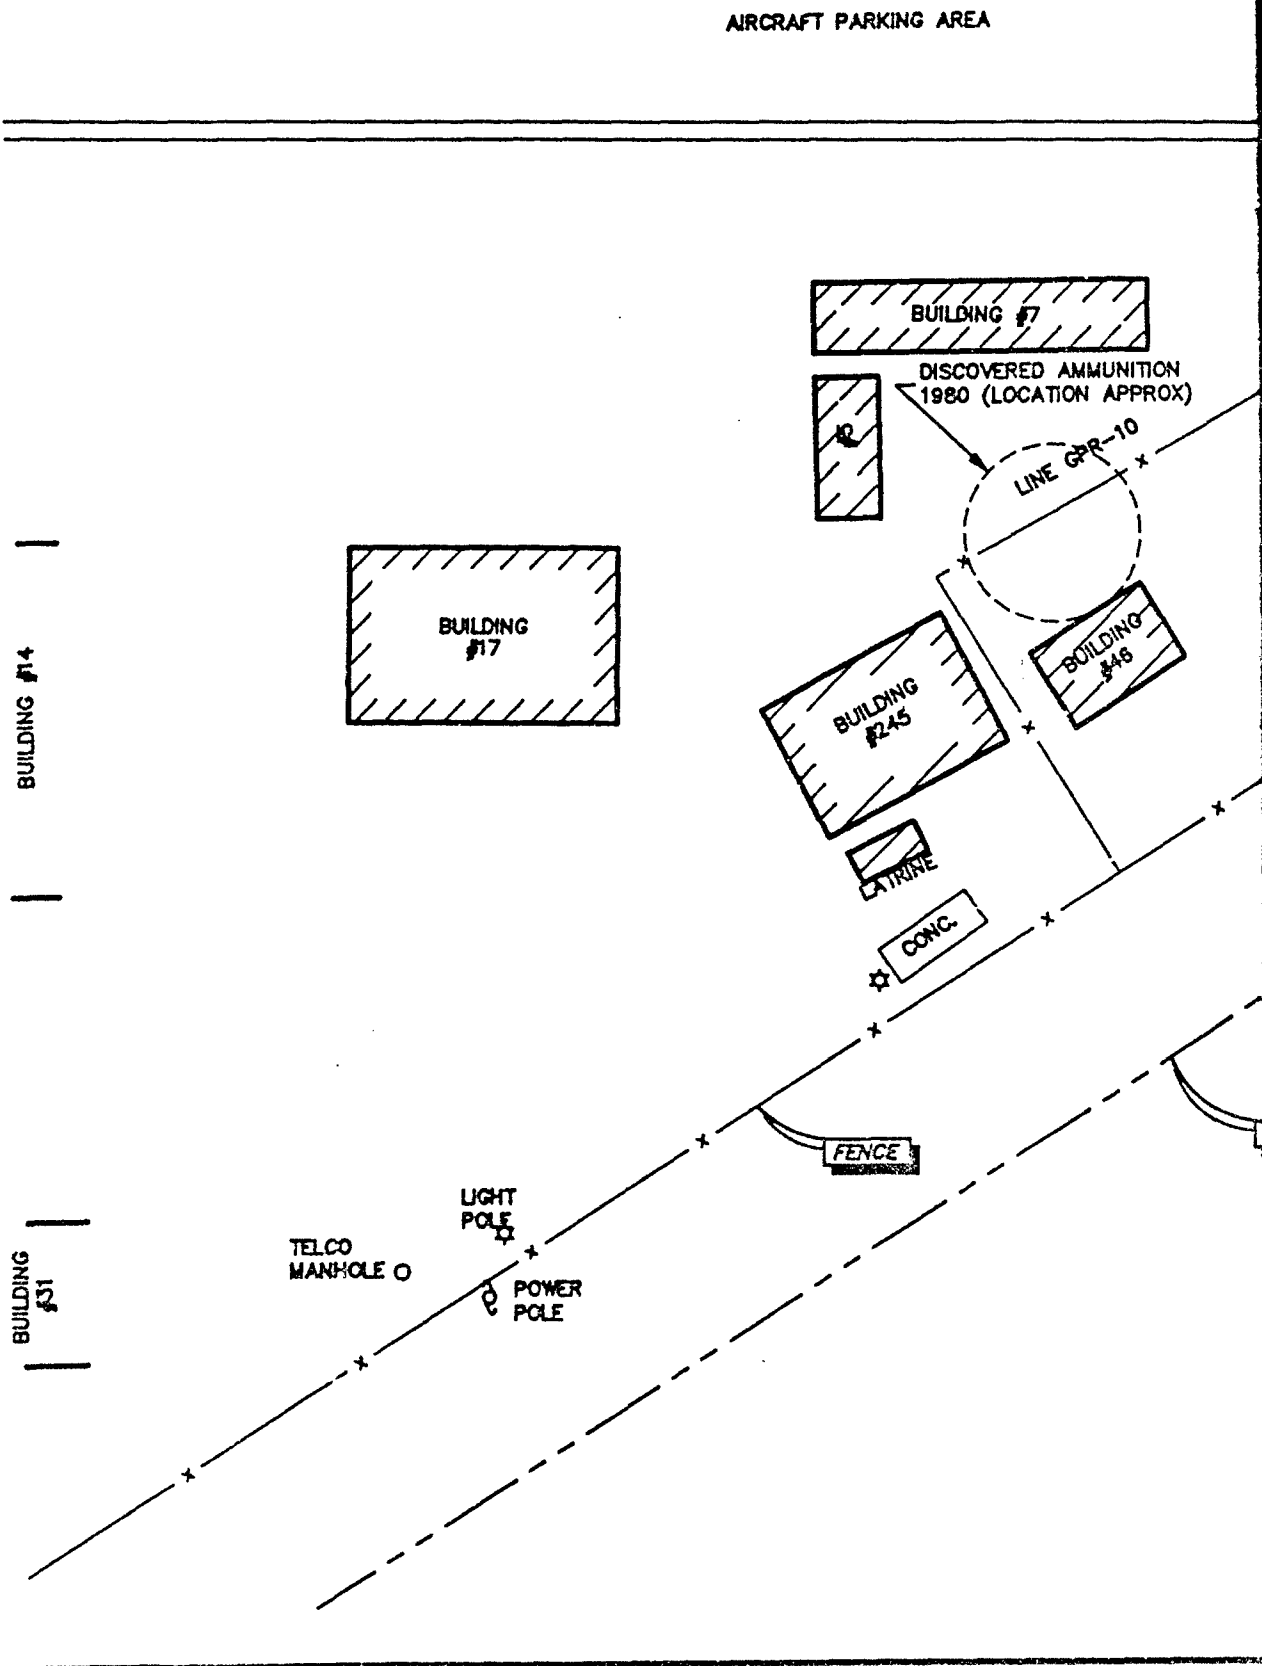 AIRCRAFT PARKING AREA
BUILDING #7
DISCOVERED AMMUNITION
1980 (LOCATION APPROX)
LINE GPR-10
BUILDING
#17
BUILDING
#46
BUILDING #14
BUILDING
#245
LATRINE
CONC.
FENCE
LIGHT
POLE
TELCO
MANHOLE
POWER
POLE
BUILDING
#31